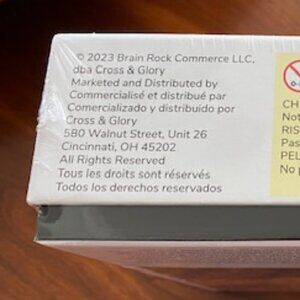 © 2023 Brain Rock Commerce LLC,
dba Cross & Glory
Marketed and Distributed by
Commercialisé et distribué par
Comercializado y distribuido por
Cross & Glory
580 Walnut Street, Unit 26
Cincinnati, OH 45202
All Rights Reserved
Tous les droits sont réservés
Todos los derechos reservados
CH
Not
RIS
Pas
PEL
No p